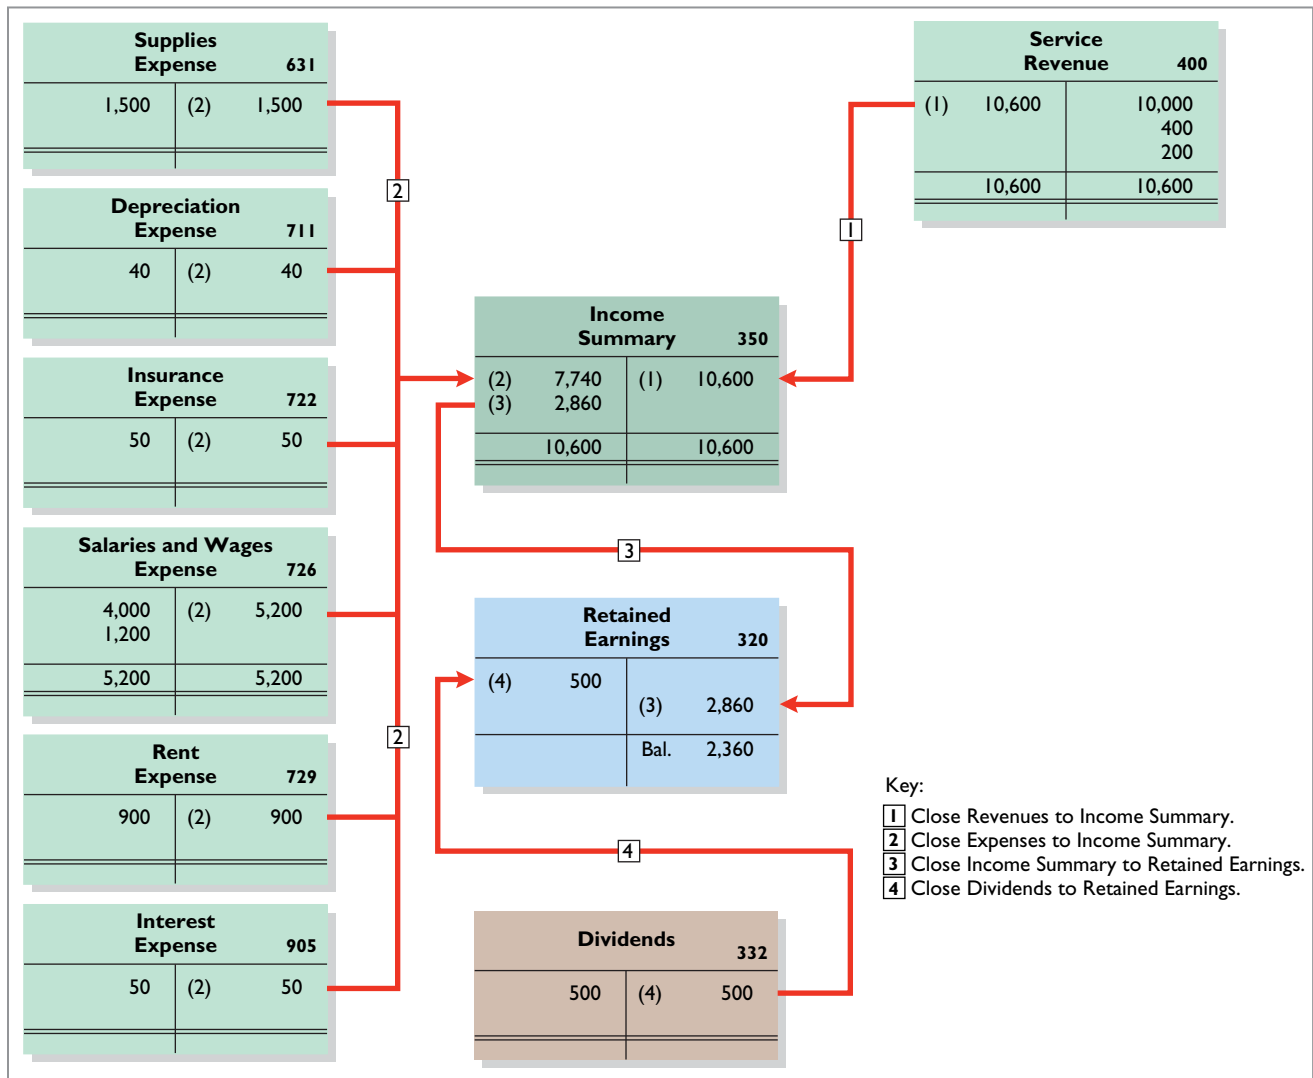 Supplies
Expense 631
1,500 (2) 1,500
Depreciation
Expense 711
40 (2) 40
Insurance
Expense 722
50 (2) 50
Salaries and Wages
Expense 726
4,000 (2) 5,200
1,200
5,200 5,200
Rent
Expense 729
900 (2) 900
Interest
Expense 905
50 (2) 50
2
2
Income
Summary 350
(2) 7,740 (1) 10,600
(3) 2,860
10,600 10,600
3
Retained
Earnings 320
(4) 500
(3) 2,860
Bal. 2,360
4
Dividends
332
500 (4) 500
Service
Revenue 400
(1) 10,600 10,000
400
200
10,600 10,600
1
Key:
1 Close Revenues to Income Summary.
2 Close Expenses to Income Summary.
3 Close Income Summary to Retained Earnings.
4 Close Dividends to Retained Earnings.